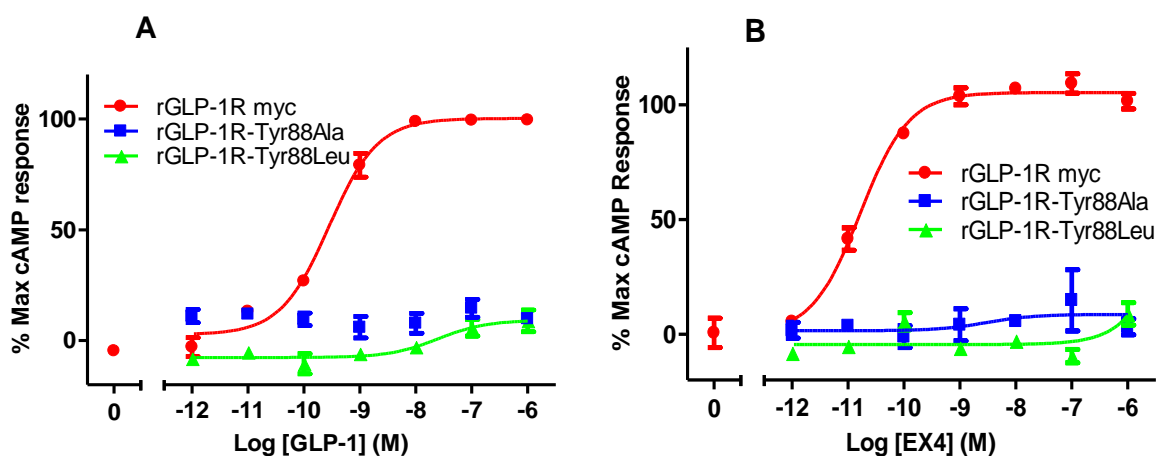 A
% Max cAMP response
rGLP-1R myc
rGLP-1R-Tyr88Ala
rGLP-1R-Tyr88Leu
100
50
0
0 -12 -11 -10 -9 -8 -7 -6
Log [GLP-1] (M)
B
% Max cAMP Response
100
50
0
rGLP-1R myc
rGLP-1R-Tyr88Ala
rGLP-1R-Tyr88Leu
0 -12 -11 -10 -9 -8 -7 -6
Log [EX4] (M)